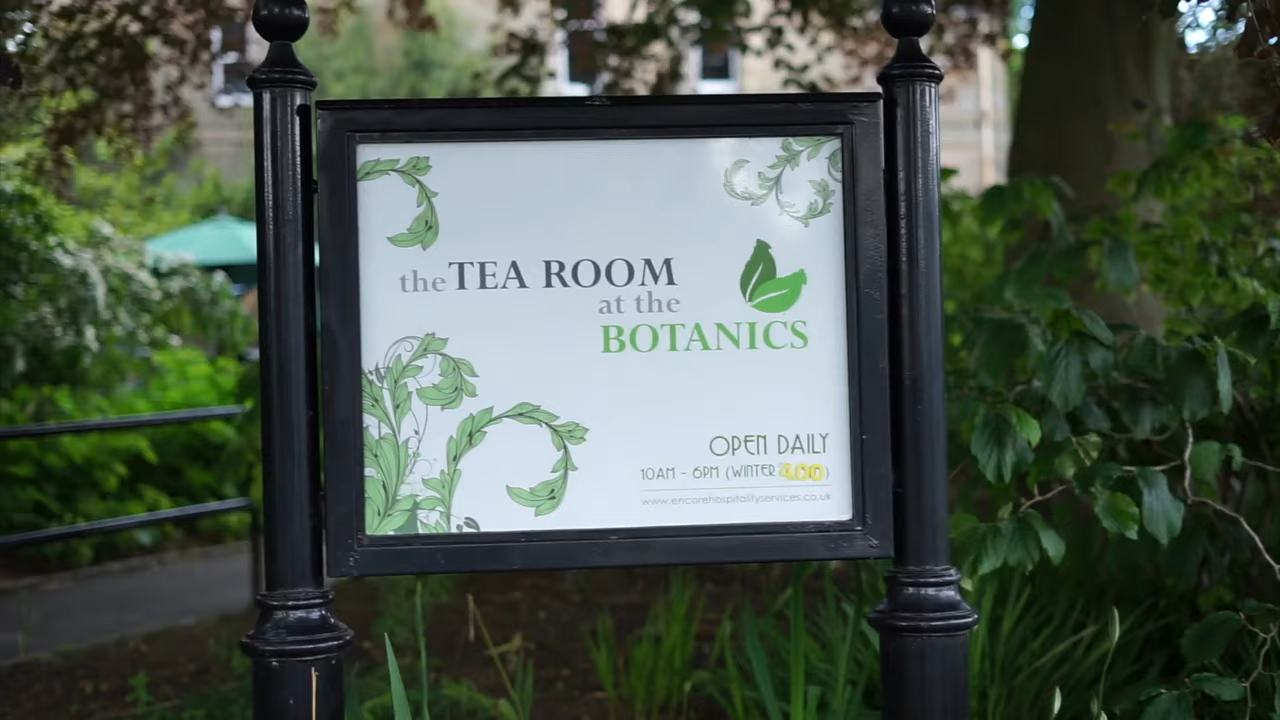 the TEA ROOM
at the
BOTANICS
OPEN DAILY
10AM - 6PM (WINTER 4.00)
www.encorehospitalityservices.co.uk